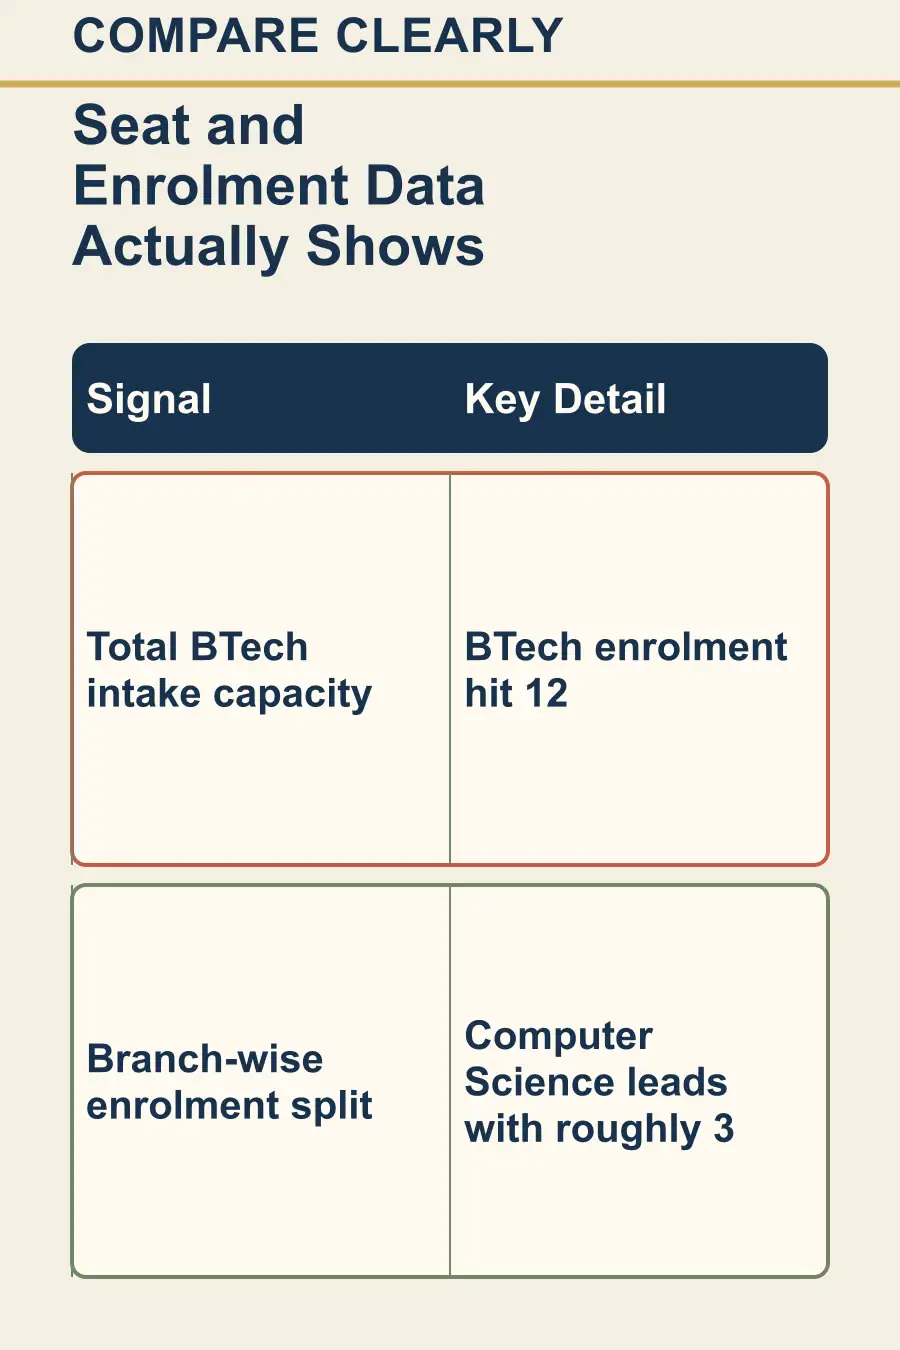 COMPARE CLEARLY
Seat and
Enrolment Data
Actually Shows
Signal
Key Detail
Total BTech
intake capacity
BTech enrolment
hit 12
Branch-wise
enrolment split
Computer
Science leads
with roughly 3